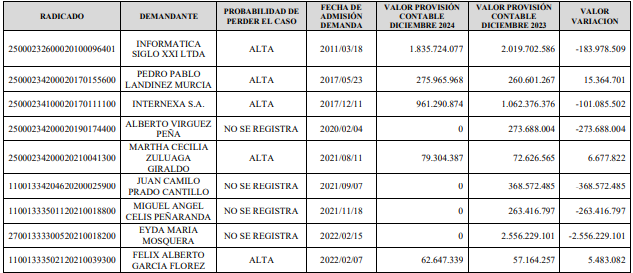 RADICADO DEMANDANTE PROBABILIDAD DE PERDER EL CASO FECHA DE ADMISIÓN DEMANDA VALOR PROVISIÓN CONTABLE DICIEMBRE 2024 VALOR PROVISIÓN CONTABLE DICIEMBRE 2023 VALOR VARIACION
25000232600020100096401 INFORMATICA SIGLO XXI LTDA ALTA 2011/03/18 1.835.724.077 2.019.702.586 -183.978.509
25000234200020170155600 PEDRO PABLO LANDINEZ MURCIA ALTA 2017/05/23 275.965.968 260.601.267 15.364.701
25000234100020170111100 INTERNEXA S.A. ALTA 2017/12/11 961.290.874 1.062.376.376 -101.085.502
25000234200020190174400 ALBERTO VIRGUEZ PEÑA NO SE REGISTRA 2020/02/04 0 273.688.004 -273.688.004
25000234200020210041300 MARTHA CECILIA ZULUAGA GIRALDO ALTA 2021/08/11 79.304.387 72.626.565 6.677.822
11001334204620200025900 JUAN CAMILO PRADO CANTILLO NO SE REGISTRA 2021/09/07 0 368.572.485 -368.572.485
11001333501120210018800 MIGUEL ANGEL CELIS PEÑARANDA NO SE REGISTRA 2021/11/18 0 263.416.797 -263.416.797
27001333300520210018200 EYDA MARIA MOSQUERA NO SE REGISTRA 2022/02/15 0 2.556.229.101 -2.556.229.101
11001333502120210039300 FELIX ALBERTO GARCIA FLOREZ ALTA 2022/02/07 62.647.339 57.164.257 5.483.082